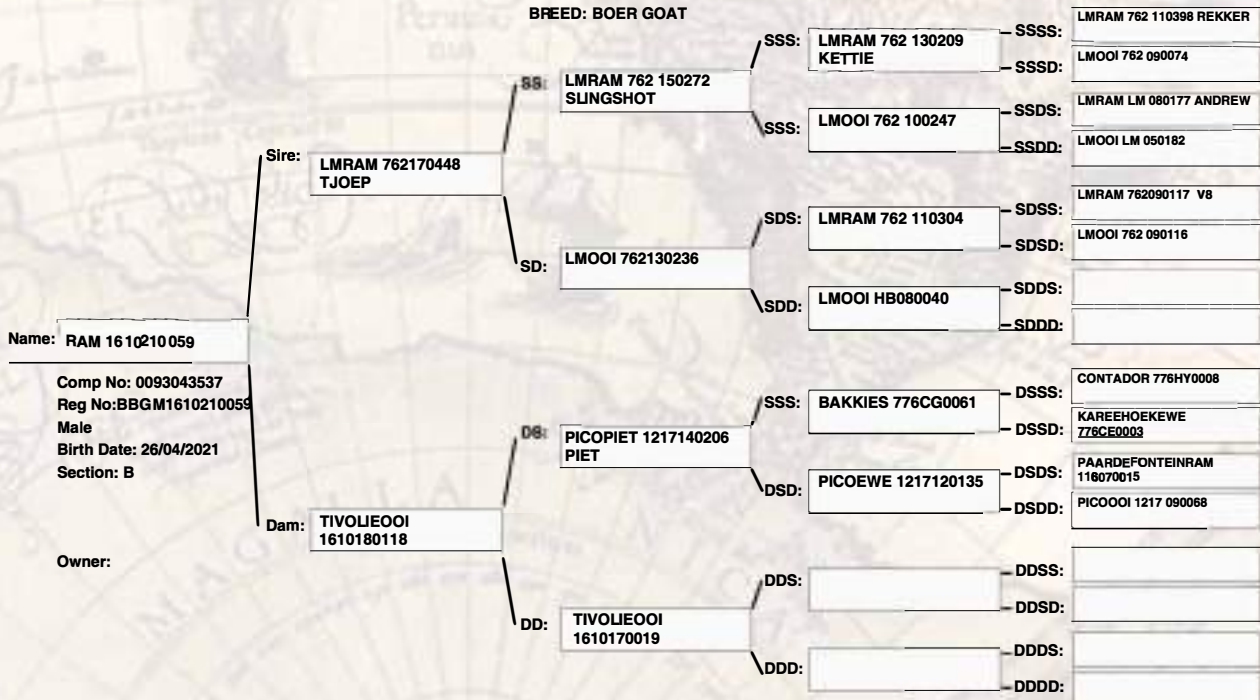 BREED: BOER GOAT
Name: RAM 1610210059
Comp No: 0093043537
Reg No:BBGM1610210059
Male
Birth Date: 26/04/2021
Section: B
Owner:
Sire: LMRAM 762170448
TJOEP
Dam: TIVOLIEOOI
1610180118
SS: LMRAM 762 150272
SLINGSHOT
SD: LMOOI 762130236
DS: PICOPIET 1217140206
PIET
DD: TIVOLIEOOI
1610170019
SSS: LMRAM 762 130209
KETTIE
SSS: LMOOI 762 100247
SDS: LMRAM 762 110304
SDD: LMOOI HB080040
SSS: BAKKIES 776CG0061
DSD: PICOEWE 1217120135
DDS:
DDD:
SSSS: LMRAM 762 110398 REKKER
SSSD: LMOOI 762 090074
SSDS: LMRAM LM 080177 ANDREW
SSDD: LMOOI LM 050182
SDSS: LMRAM 762090117 V8
SDSD: LMOOI 762 090116
SDDS:
SDDD:
DSSS: CONTADOR 776HY0008
DSSD: KAREEHOEKEWE
776CE0003
DSDS: PAARDEFONTEINRAM
116070015
DSDD: PICOOOI 1217 090068
DDSS:
DDSD:
DDDS:
DDDD: